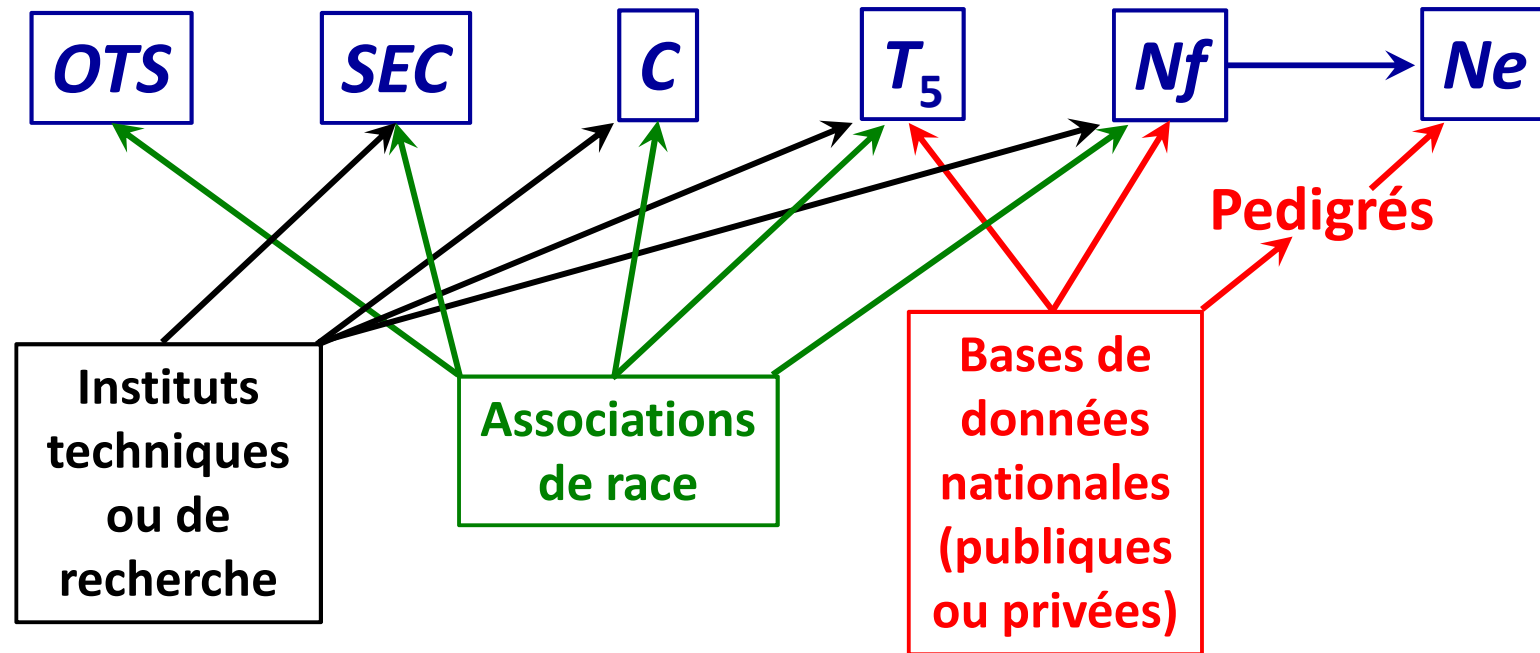 OTS
SEC
C
T5
Nf
Ne
Pedigrés
Instituts
techniques
ou de
recherche
Associations
de race
Bases de
données
nationales
(publiques
ou privées)